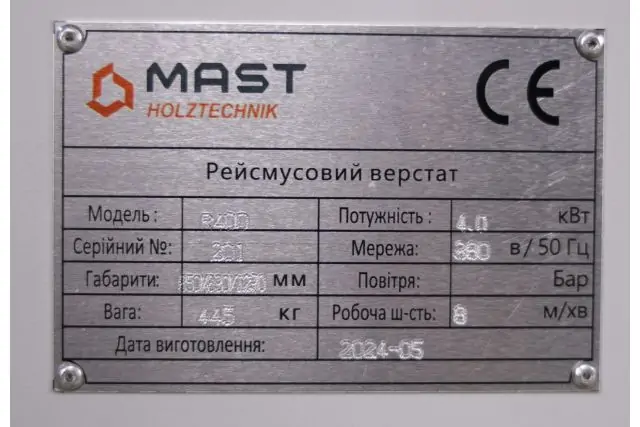 MAST
HOLZTECHNIK
CE
Рейсмусовий верстат
Модель: R400 Потужність: 4.0 кВт
Серійний №: 201 Мережа: 380 в/50 Гц
Габарити: мм Повітря: Бар
Вага: 445 кг Робоча ш-сть: 8 м/хв
Дата виготовлення: 2024-05